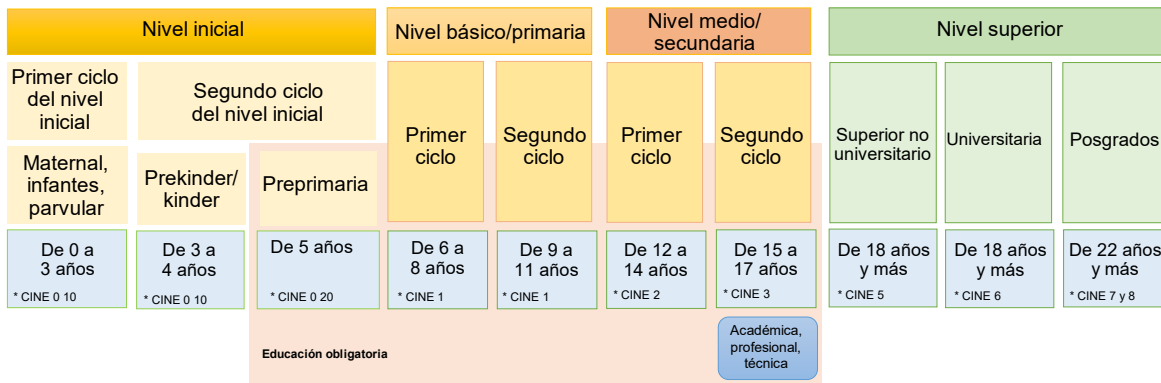 Nivel inicial
Nivel básico/primaria
Nivel medio/
secundaria
Nivel superior
Primer ciclo
del nivel
inicial
Segundo ciclo
del nivel inicial
Maternal,
infantes,
parvular
Prekinder/
kinder
Preprimaria
Primer
ciclo
Segundo
ciclo
Primer
ciclo
Segundo
ciclo
Superior no
universitario
Universitaria
Posgrados
De 0 a
3 años
* CINE 0 10
De 3 a
4 años
* CINE 0 10
De 5 años
* CINE 0 20
De 6 a
8 años
* CINE 1
De 9 a
11 años
* CINE 1
De 12 a
14 años
* CINE 2
De 15 a
17 años
* CINE 3
De 18 años
y más
* CINE 5
De 18 años
y más
* CINE 6
De 22 años
y más
* CINE 7 y 8
Educación obligatoria
Académica,
profesional,
técnica